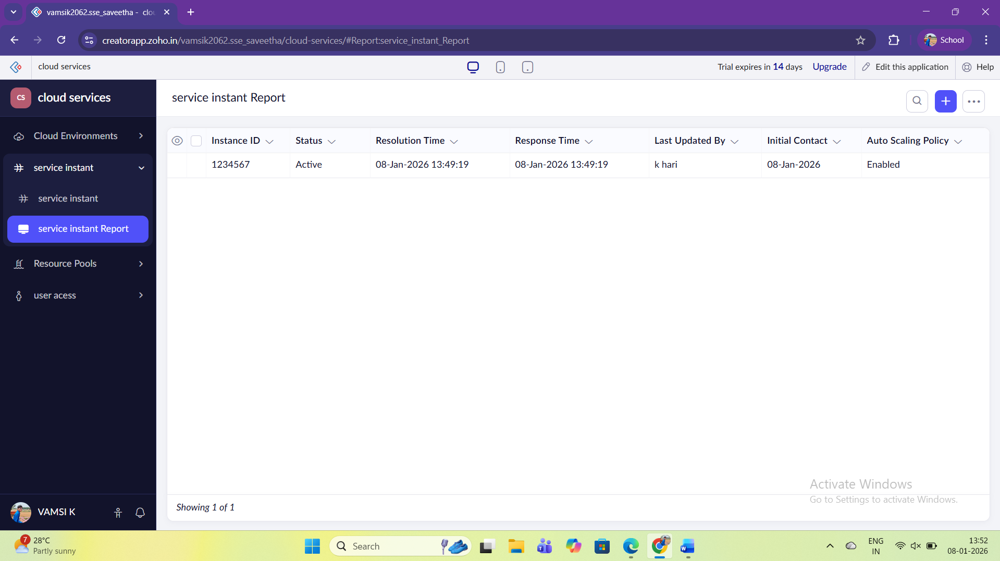 vamsik2062.sse_saveetha - clou
creatorapp.zoho.in/vamsik2062.sse_saveetha/cloud-services/#Report:service_instant_Report
School
cloud services
Trial expires in 14 days
Upgrade
Edit this application
Help
CS
cloud services
Cloud Environments
service instant
service instant
service instant Report
Resource Pools
user acess
VAMSI K
service instant Report
Instance ID Status Resolution Time Response Time Last Updated By Initial Contact Auto Scaling Policy
1234567 Active 08-Jan-2026 13:49:19 08-Jan-2026 13:49:19 k hari 08-Jan-2026 Enabled
Showing 1 of 1
Activate Windows
Go to Settings to activate Windows.
7
28°C
Partly sunny
Search
ENG
IN
13:52
08-01-2026